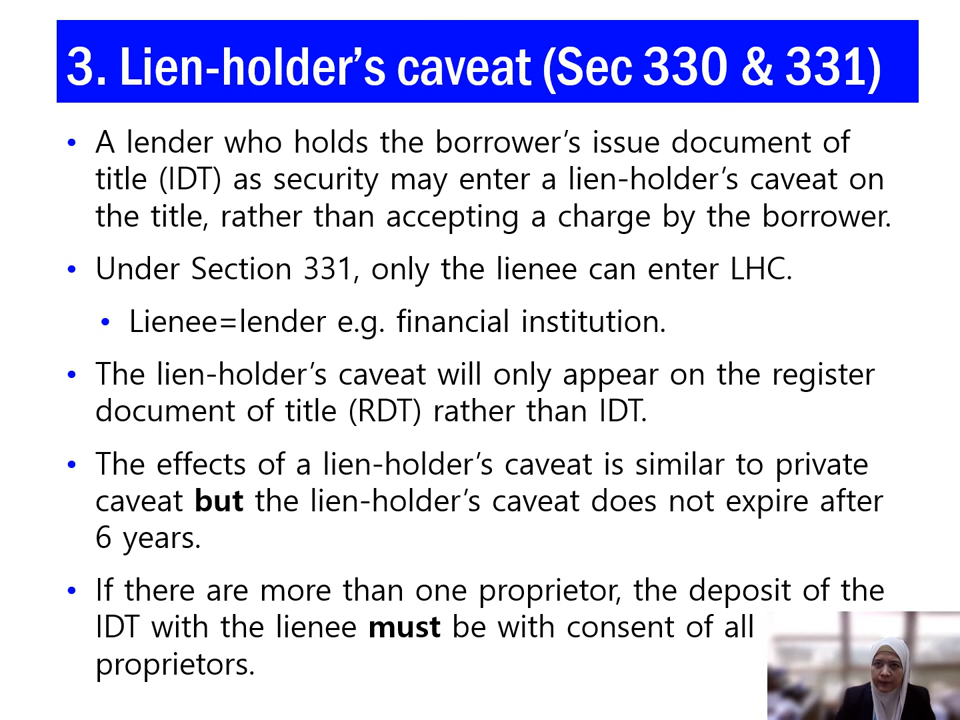 3. Lien-holder's caveat (Sec 330 & 331)
• A lender who holds the borrower's issue document of
title (IDT) as security may enter a lien-holder's caveat on
the title, rather than accepting a charge by the borrower.
• Under Section 331, only the lienee can enter LHC.
• Lienee=lender e.g. financial institution.
• The lien-holder's caveat will only appear on the register
document of title (RDT) rather than IDT.
• The effects of a lien-holder's caveat is similar to private
caveat but the lien-holder's caveat does not expire after
6 years.
• If there are more than one proprietor, the deposit of the
IDT with the lienee must be with consent of all
proprietors.